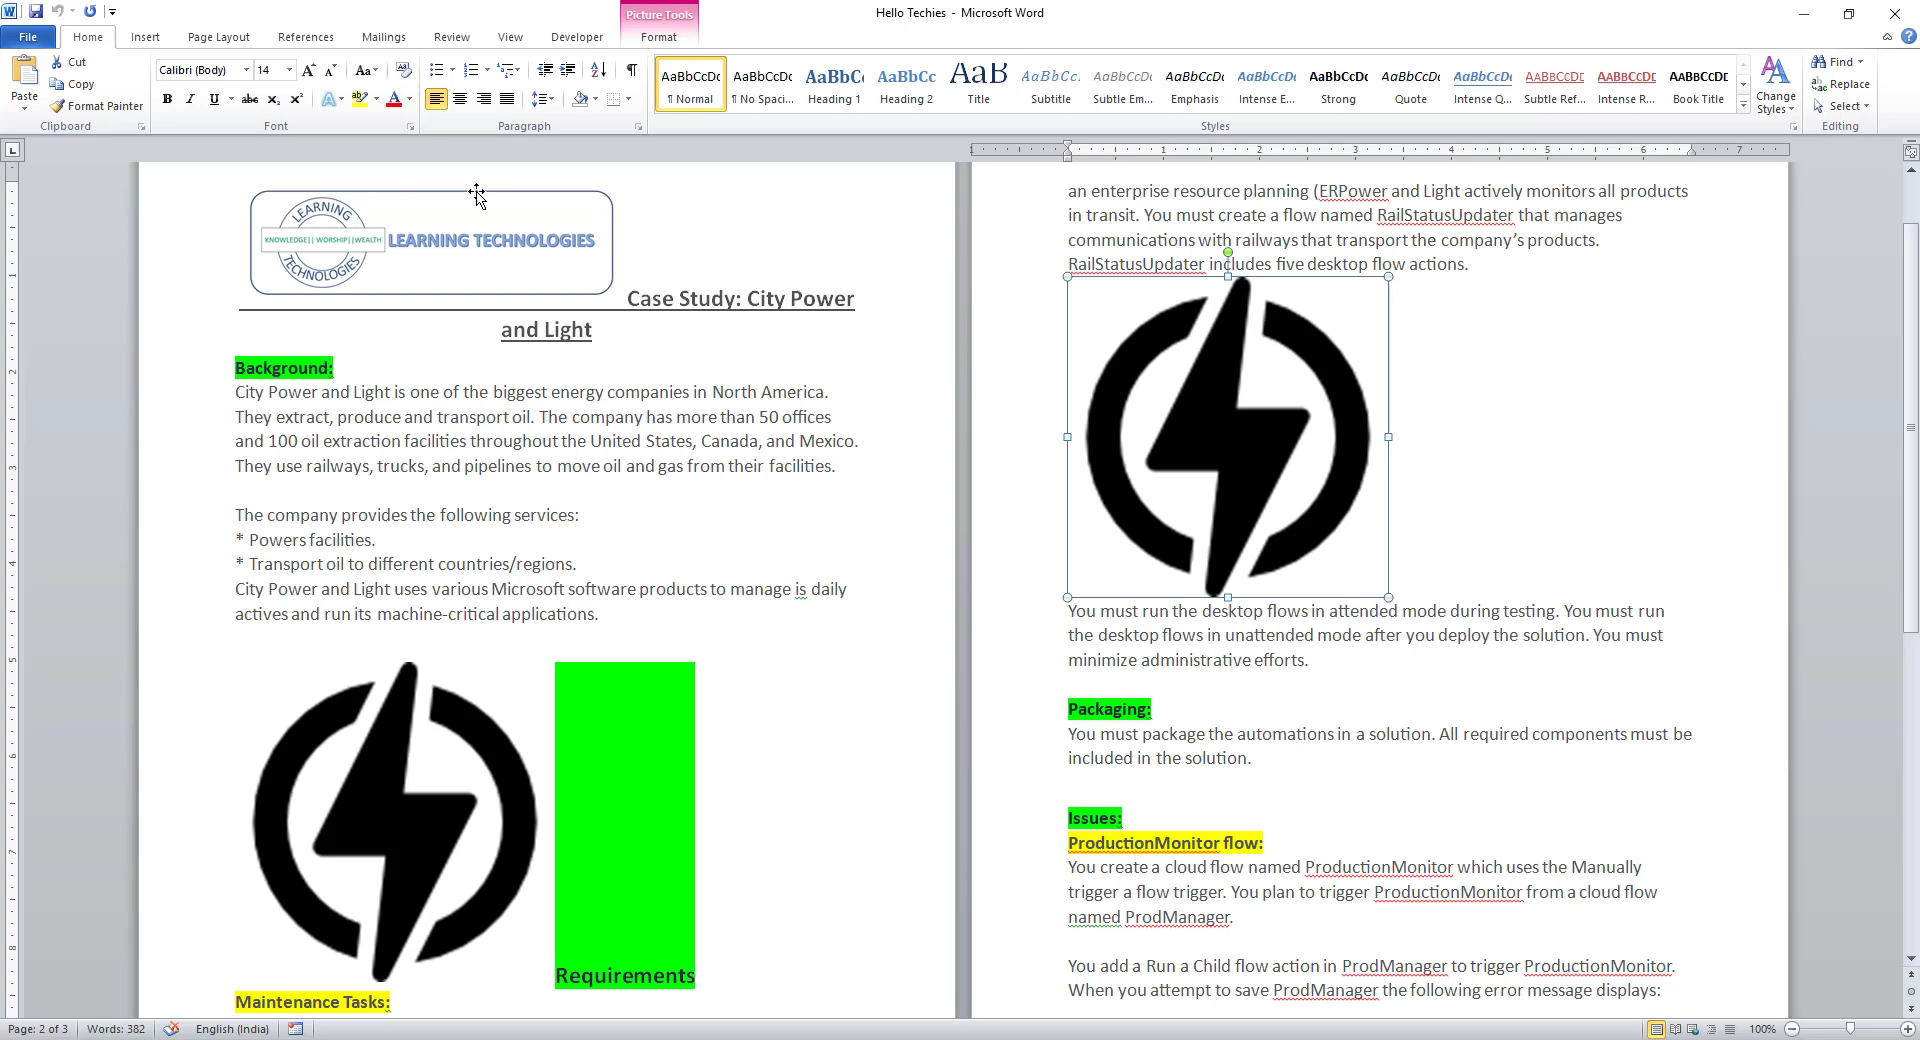 Picture Tools
Hello Techies - Microsoft Word
File Home Insert Page Layout References Mailings Review View Developer Format
Paste Cut Copy Format Painter
Calibri (Body) 14
AaBbCcDc AaBbCcDc AaBbCc AaBbCc AaB AaBbCc. AaBbCcDc AaBbCcDc AaBbCcDc AaBbCcDc AaBbCcDc AaBbCcDc AABBCCDE AABBCCDE AABBCCDE
¶ Normal ¶ No Spaci... Heading 1 Heading 2 Title Subtitle Subtle Em... Emphasis Intense E... Strong Quote Intense Q... Subtle Ref... Intense R... Book Title
Change Styles
Find
Replace
Select
Clipboard Font Paragraph Styles Editing
LEARNING
KNOWLEDGE|| WORSHIP||WEALTH
TECHNOLOGIES
LEARNING TECHNOLOGIES
Case Study: City Power
and Light
Background:
City Power and Light is one of the biggest energy companies in North America.
They extract, produce and transport oil. The company has more than 50 offices
and 100 oil extraction facilities throughout the United States, Canada, and Mexico.
They use railways, trucks, and pipelines to move oil and gas from their facilities.
The company provides the following services:
* Powers facilities.
* Transport oil to different countries/regions.
City Power and Light uses various Microsoft software products to manage is daily
actives and run its machine-critical applications.
Requirements
Maintenance Tasks:
an enterprise resource planning (ERPower and Light actively monitors all products
in transit. You must create a flow named RailStatusUpdater that manages
communications with railways that transport the company's products.
RailStatusUpdater includes five desktop flow actions.
You must run the desktop flows in attended mode during testing. You must run
the desktop flows in unattended mode after you deploy the solution. You must
minimize administrative efforts.
Packaging:
You must package the automations in a solution. All required components must be
included in the solution.
Issues:
ProductionMonitor flow:
You create a cloud flow named ProductionMonitor which uses the Manually
trigger a flow trigger. You plan to trigger ProductionMonitor from a cloud flow
named ProdManager.
You add a Run a Child flow action in ProdManager to trigger ProductionMonitor.
When you attempt to save ProdManager the following error message displays:
Page: 2 of 3 Words: 382 English (India) 100%